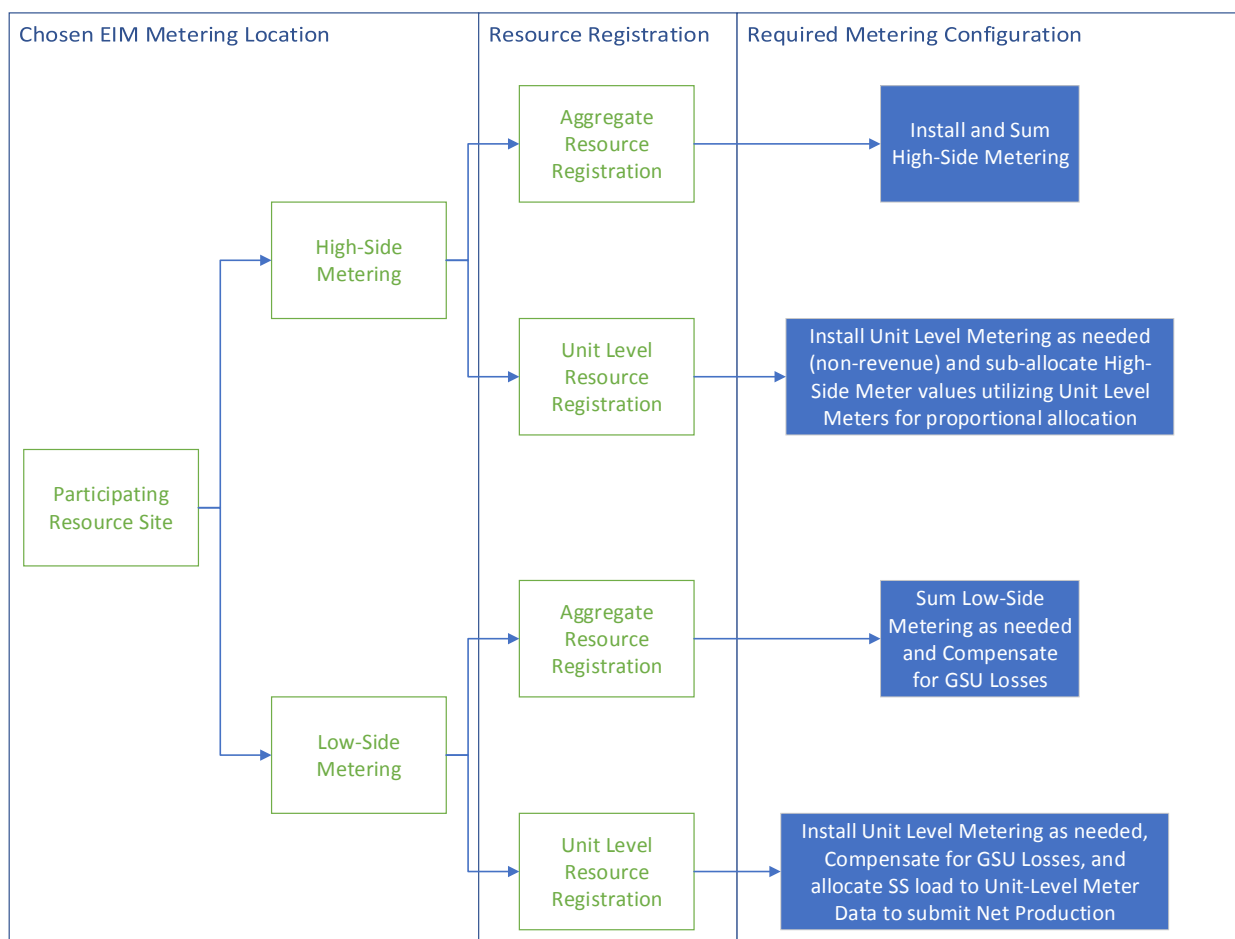 Chosen EIM Metering Location
Resource Registration
Required Metering Configuration
Participating
Resource Site
High-Side
Metering
Aggregate
Resource
Registration
Install and Sum
High-Side Metering
Unit Level
Resource
Registration
Install Unit Level Metering as needed
(non-revenue) and sub-allocate High-
Side Meter values utilizing Unit Level
Meters for proportional allocation
Low-Side
Metering
Aggregate
Resource
Registration
Sum Low-Side
Metering as needed
and Compensate
for GSU Losses
Unit Level
Resource
Registration
Install Unit Level Metering as needed,
Compensate for GSU Losses, and
allocate SS load to Unit-Level Meter
Data to submit Net Production